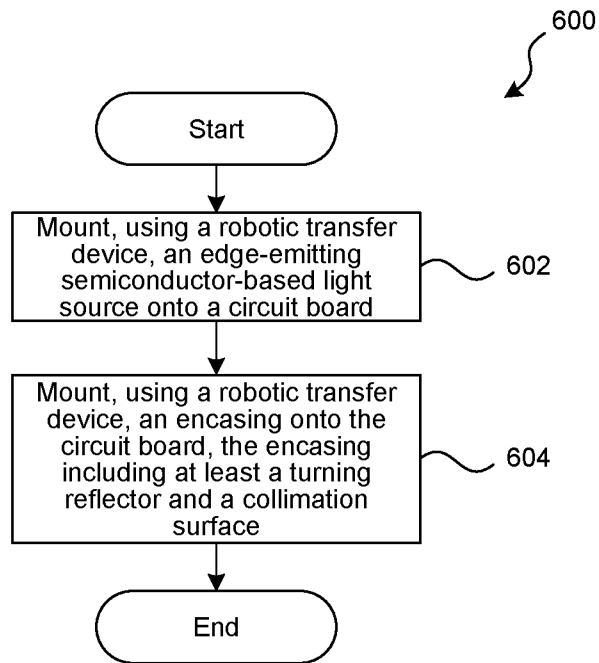 600
Start
Mount, using a robotic transfer
device, an edge-emitting
semiconductor-based light
source onto a circuit board
602
Mount, using a robotic transfer
device, an encasing onto the
circuit board, the encasing
including at least a turning
reflector and a collimation
surface
604
End